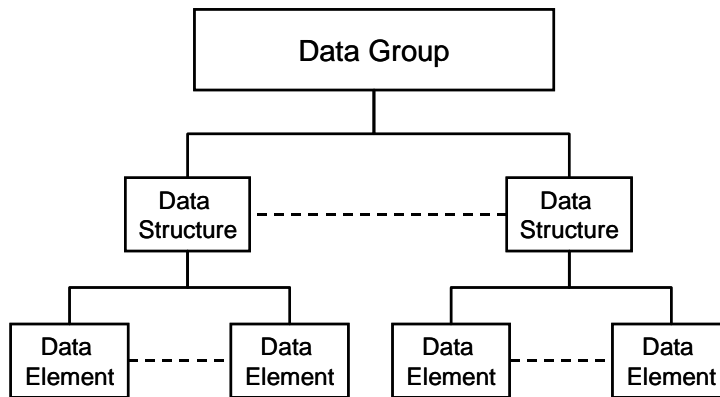 Data Group
Data
Structure
Data
Structure
Data
Element
Data
Element
Data
Element
Data
Element